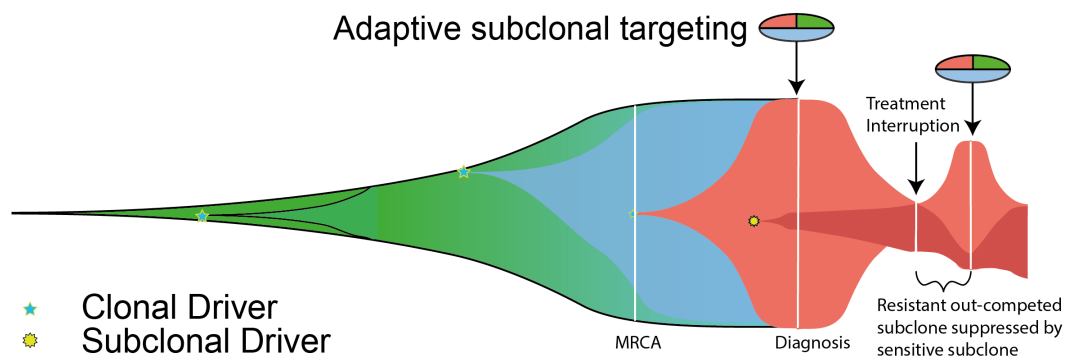 Adaptive subclonal targeting
Treatment
Interruption
Clonal Driver
Subclonal Driver
MRCA
Diagnosis
Resistant out-competed
subclone suppressed by
sensitive subclone